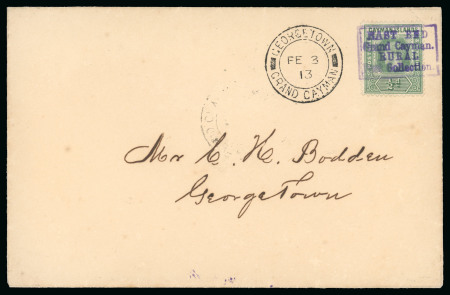 GEORGETOWN
FE 3
13
GRAND CAYMAN
EAST END
Grand Cayman.
RURAL
Collection
Mr C. H. Bodden
GeorgeTown